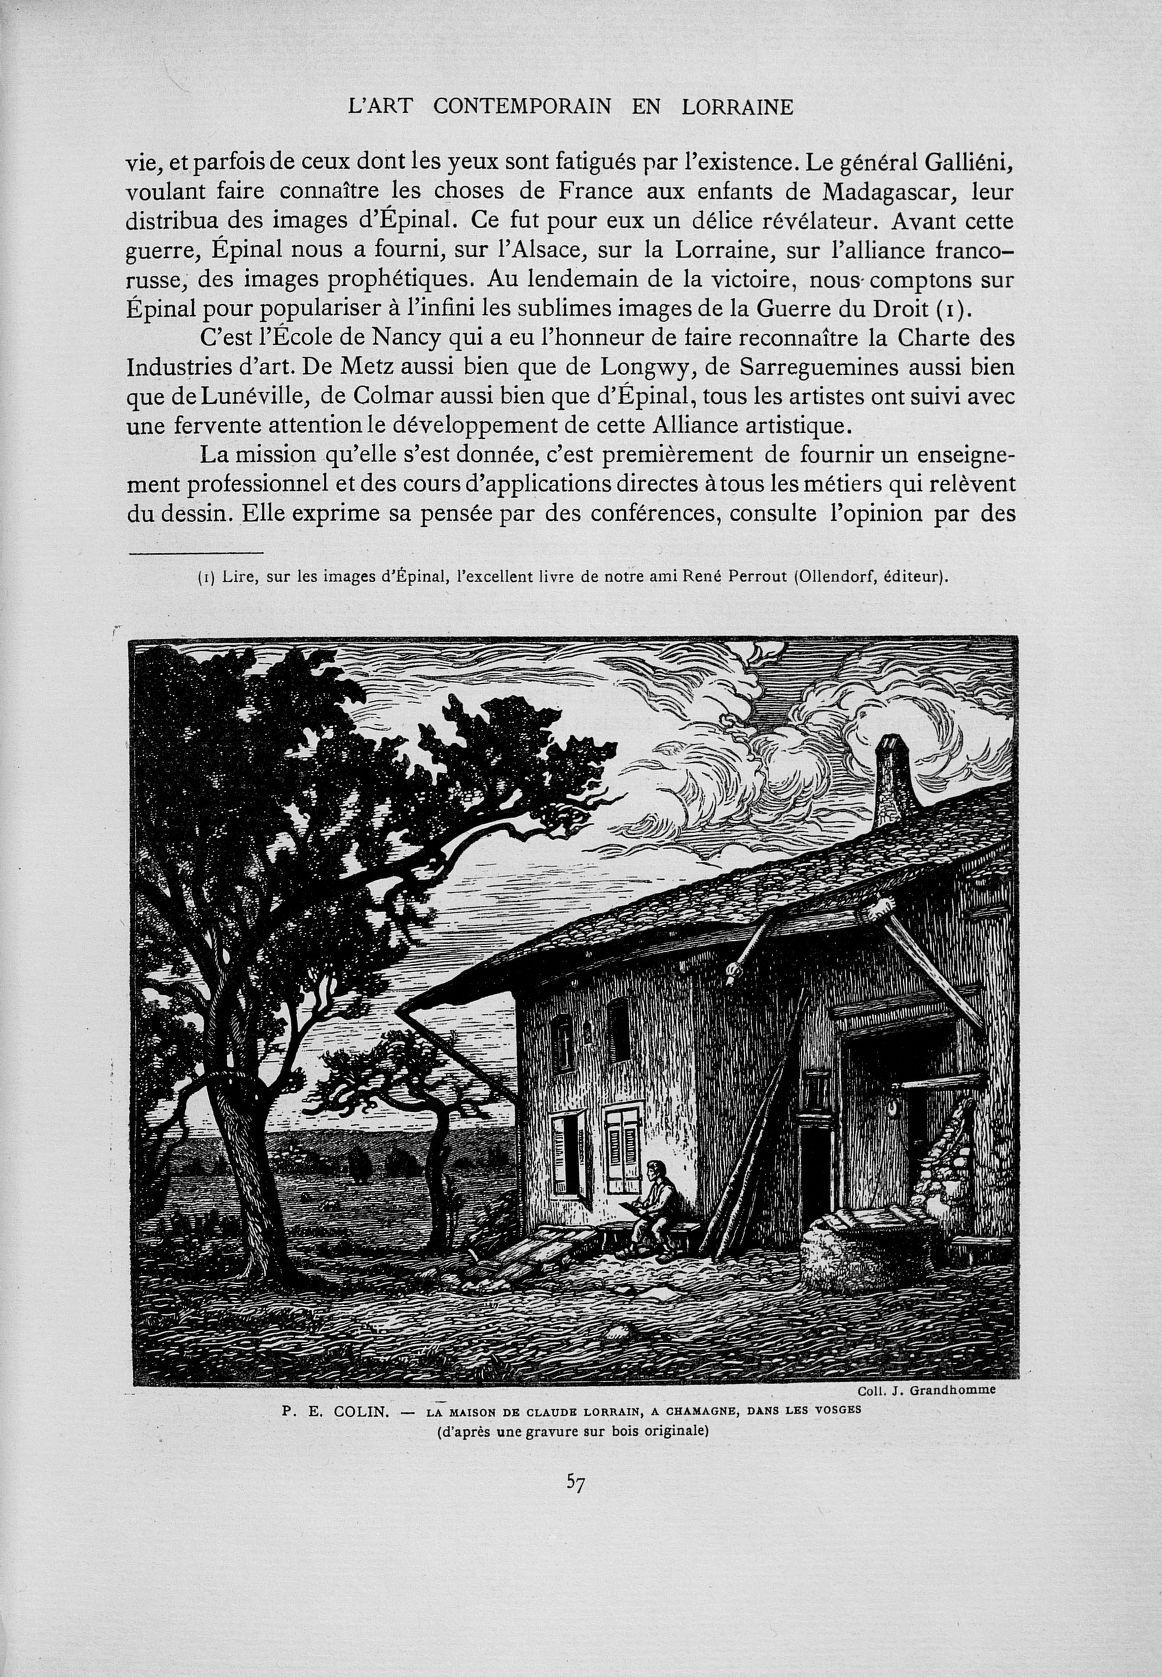 L'ART CONTEMPORAIN EN LORRAINE
vie, et parfois de ceux dont les yeux sont fatigués par l'existence. Le général Galliéni,
voulant faire connaître les choses de France aux enfants de Madagascar, leur
distribua des images d'Épinal. Ce fut pour eux un délice révélateur. Avant cette
guerre, Épinal nous a fourni, sur l'Alsace, sur la Lorraine, sur l'alliance franco-
russe, des images prophétiques. Au lendemain de la victoire, nous comptons sur
Épinal pour populariser à l'infini les sublimes images de la Guerre du Droit (1).
C'est l'École de Nancy qui a eu l'honneur de faire reconnaître la Charte des
Industries d'art. De Metz aussi bien que de Longwy, de Sarreguemines aussi bien
que de Lunéville, de Colmar aussi bien que d'Épinal, tous les artistes ont suivi avec
une fervente attention le développement de cette Alliance artistique.
La mission qu'elle s'est donnée, c'est premièrement de fournir un enseigne-
ment professionnel et des cours d'applications directes à tous les métiers qui relèvent
du dessin. Elle exprime sa pensée par des conférences, consulte l'opinion par des
(1) Lire, sur les images d'Épinal, l'excellent livre de notre ami René Perrout (Ollendorf, éditeur).
Coll. J. Grandhomme
P. E. COLIN. — LA MAISON DE CLAUDE LORRAIN, A CHAMAGNE, DANS LES VOSGES
(d'après une gravure sur bois originale)
57